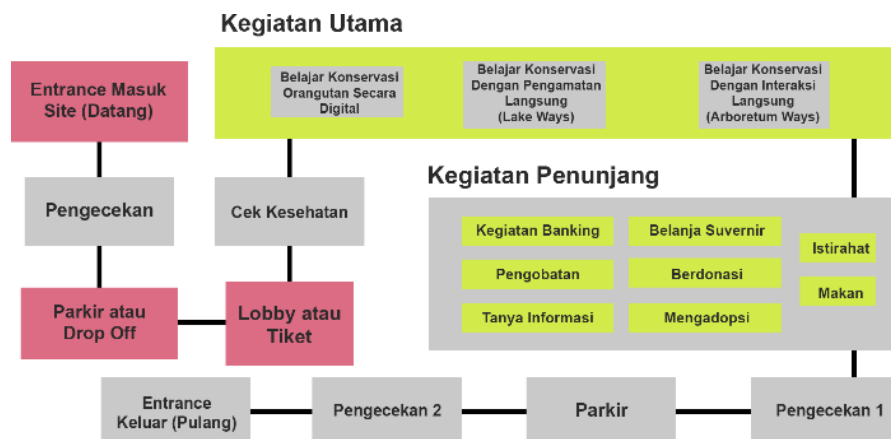 Kegiatan Utama
Entrance Masuk
Site (Datang)
Belajar Konservasi
Orangutan Secara
Digital
Belajar Konservasi
Dengan Pengamatan
Langsung
(Lake Ways)
Belajar Konservasi
Dengan Interaksi
Langsung
(Arboretum Ways)
Pengecekan
Cek Kesehatan
Kegiatan Penunjang
Kegiatan Banking
Belanja Suvernir
Istirahat
Pengobatan
Berdonasi
Makan
Tanya Informasi
Mengadopsi
Parkir atau
Drop Off
Lobby atau
Tiket
Entrance
Keluar (Pulang)
Pengecekan 2
Parkir
Pengecekan 1